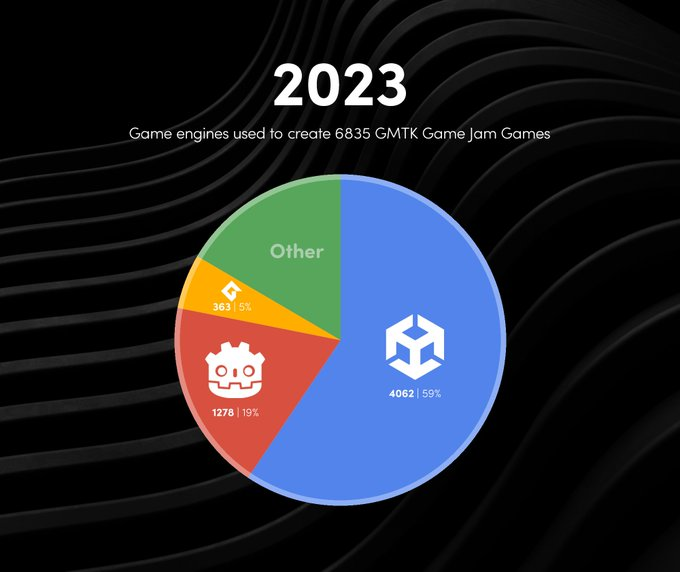 2023
Game engines used to create 6835 GMTK Game Jam Games
Other
363 | 5%
4062 | 59%
1278 | 19%